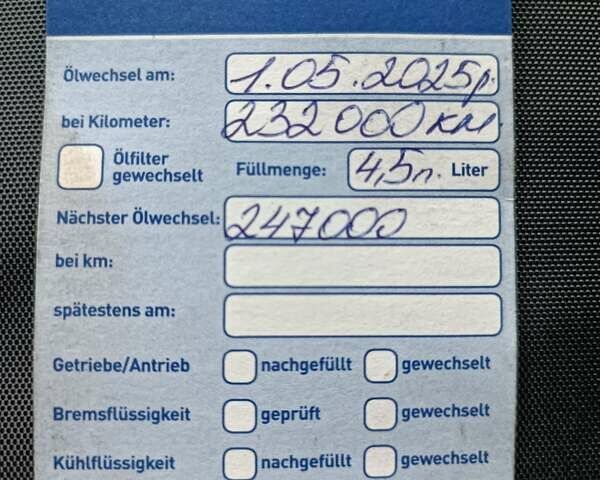 Ölwechsel am: 1.05.2025р.
bei Kilometer: 232000км.
Ölfilter gewechselt Füllmenge: 4,5л. Liter
Nächster Ölwechsel: 247000
bei km:
spätestens am:
Getriebe/Antrieb nachgefüllt gewechselt
Bremsflüssigkeit geprüft gewechselt
Kühlflüssigkeit nachgefüllt gewechselt